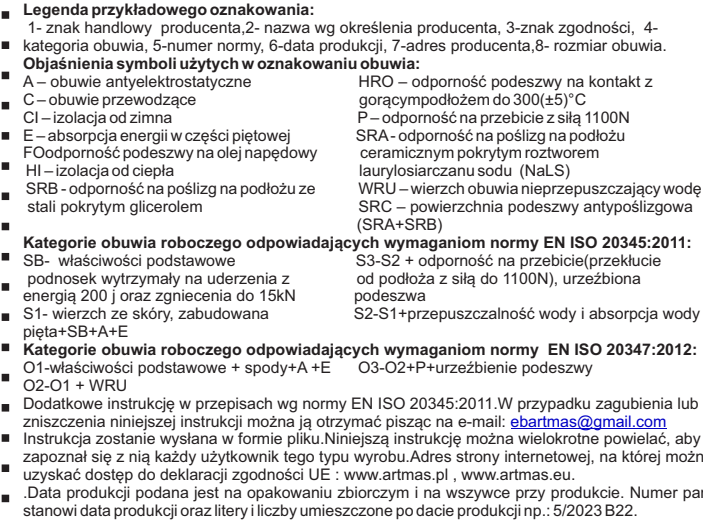 Legenda przykładowego oznakowania:
1- znak handlowy producenta,2- nazwa wg określenia producenta, 3-znak zgodności, 4-
kategoria obuwia, 5-numer normy, 6-data produkcji, 7-adres producenta,8- rozmiar obuwia.
Objaśnienia symboli użytych w oznakowaniu obuwia:
A – obuwie antyelektrostatyczne
C – obuwie przewodzące
CI – izolacja od zimna
E – absorpcja energii w części piętowej
FOodporność podeszwy na olej napędowy
HI – izolacja od ciepła
SRB - odporność na poślizg na podłożu ze
stali pokrytym glicerolem
HRO – odporność podeszwy na kontakt z
gorącympodłożem do 300(±5)°C
P – odporność na przebicie z siłą 1100N
SRA - odporność na poślizg na podłożu
ceramicznym pokrytym roztworem
laurylosiarczanu sodu (NaLS)
WRU – wierzch obuwia nieprzepuszczający wodę
SRC – powierzchnia podeszwy antypoślizgowa
(SRA+SRB)
Kategorie obuwia roboczego odpowiadających wymaganiom normy EN ISO 20345:2011:
SB- właściwości podstawowe
podnosek wytrzymały na uderzenia z
energią 200 j oraz zgniecenia do 15kN
S1- wierzch ze skóry, zabudowana
pięta+SB+A+E
S3-S2 + odporność na przebicie(przekłucie
od podłoża z siłą do 1100N), urzeźbiona
podeszwa
S2-S1+przepuszczalność wody i absorpcja wody
Kategorie obuwia roboczego odpowiadających wymaganiom normy EN ISO 20347:2012:
O1-właściwości podstawowe + spody+A +E O3-O2+P+urzeźbienie podeszwy
O2-O1 + WRU
Dodatkowe instrukcję w przepisach wg normy EN ISO 20345:2011.W przypadku zagubienia lub
zniszczenia niniejszej instrukcji można ją otrzymać pisząc na e-mail: ebartmas@gmail.com
Instrukcja zostanie wysłana w formie pliku.Niniejszą instrukcję można wielokrotne powielać, aby
zapoznał się z nią każdy użytkownik tego typu wyrobu.Adres strony internetowej, na której możn
uzyskać dostęp do deklaracji zgodności UE : www.artmas.pl , www.artmas.eu.
.Data produkcji podana jest na opakowaniu zbiorczym i na wszywce przy produkcie. Numer par
stanowi data produkcji oraz litery i liczby umieszczone po dacie produkcji np.: 5/2023 B22.